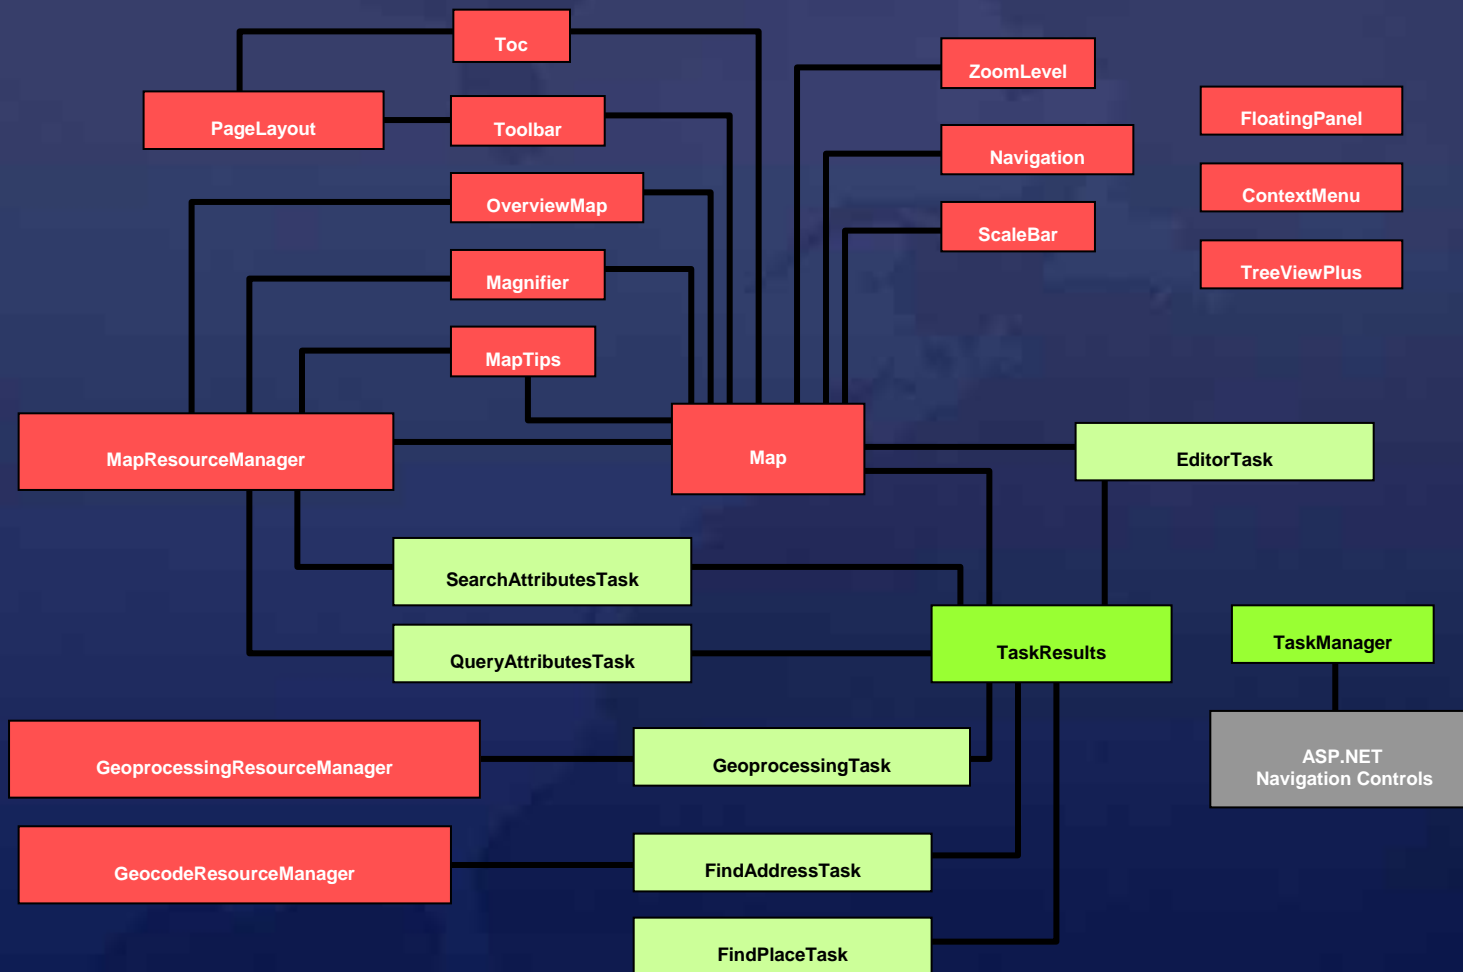 Toc
ZoomLevel
FloatingPanel
PageLayout
Toolbar
Navigation
ContextMenu
OverviewMap
ScaleBar
TreeViewPlus
Magnifier
MapTips
MapResourceManager
Map
EditorTask
SearchAttributesTask
QueryAttributesTask
TaskResults
TaskManager
GeoprocessingResourceManager
GeoprocessingTask
ASP.NET
Navigation Controls
GeocodeResourceManager
FindAddressTask
FindPlaceTask